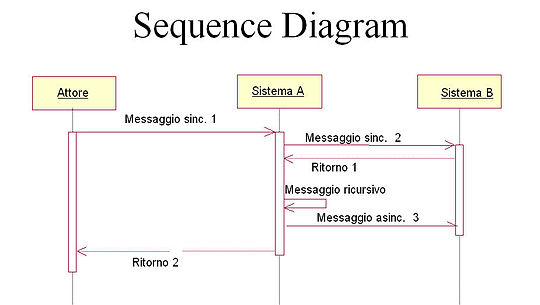 Sequence Diagram
Attore
Sistema A
Sistema B
Messaggio sinc. 1
Messaggio sinc. 2
Ritorno 1
Messaggio ricursivo
Messaggio asinc. 3
Ritorno 2